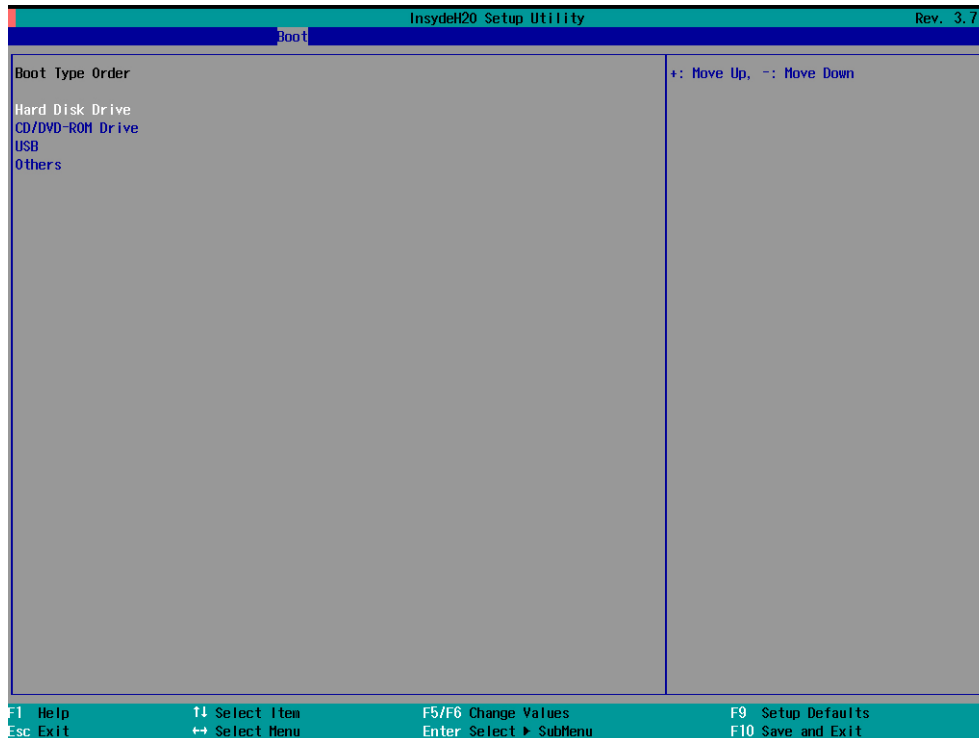 InsydeH20 Setup Utility Rev. 3.7
Boot
Boot Type Order
Hard Disk Drive
CD/DVD-ROM Drive
USB
Others
+: Move Up, -: Move Down
F1 Help ↑↓ Select Item F5/F6 Change Values F9 Setup Defaults
Esc Exit ↔ Select Menu Enter Select ▶ SubMenu F10 Save and Exit